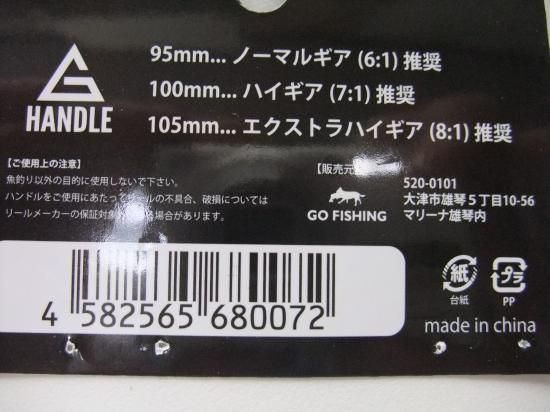 HANDLE
95mm... ノーマルギア (6:1) 推奨
100mm... ハイギア (7:1) 推奨
105mm... エクストラハイギア (8:1) 推奨
【ご使用上の注意】
魚釣り以外の目的に使用しないで下さい。
ハンドルをご使用にあたってリールの不具合、破損については
リールメーカーの保証対象 場合があります。
【販売元
GO FISHING
520-0101
大津市雄琴5丁目10-56
マリーナ雄琴内
4 582565 680072
紙
台紙
プラ
PP
made in china